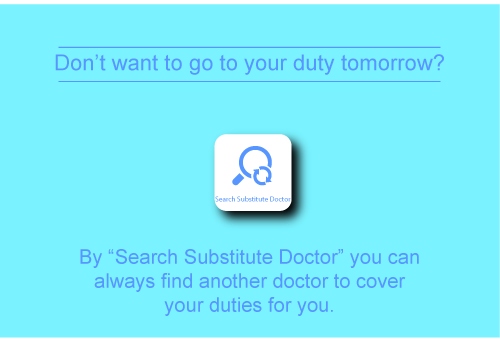 Don’t want to go to your duty tomorrow?
Search Substitute Doctor
By “Search Substitute Doctor” you can
always find another doctor to cover
your duties for you.